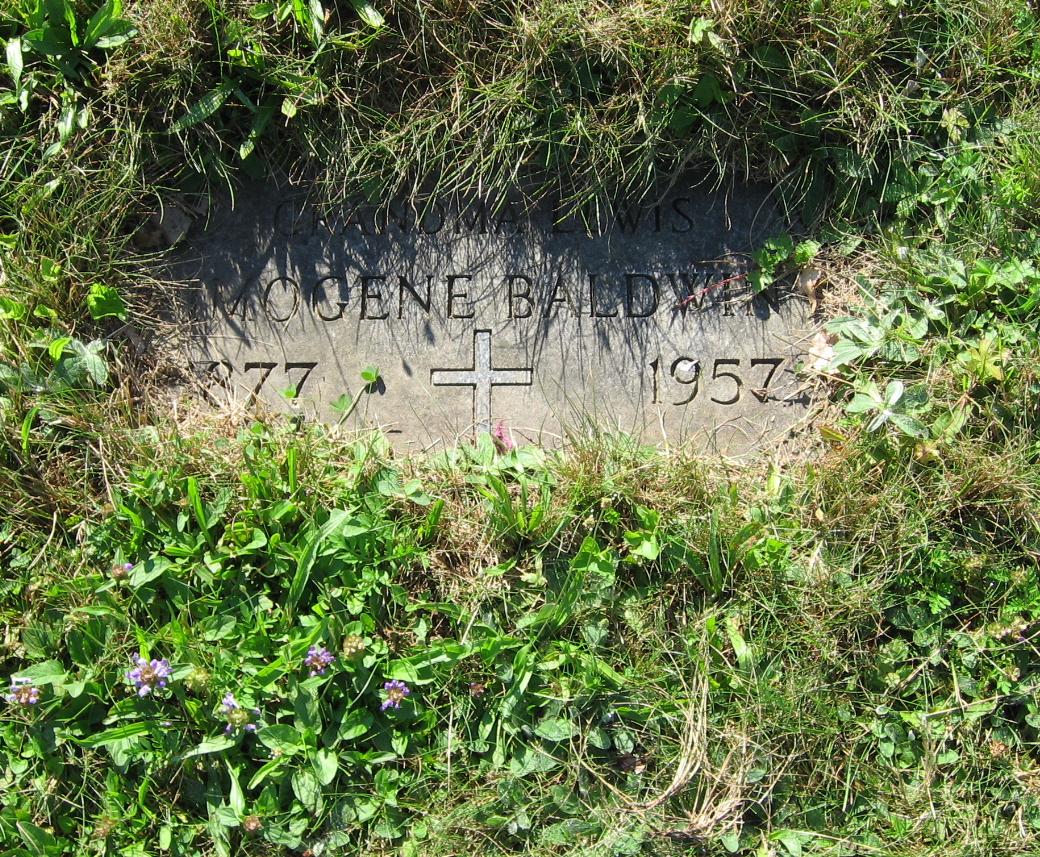 GRANDMA LEWIS
IMOGENE BALDWIN
1957